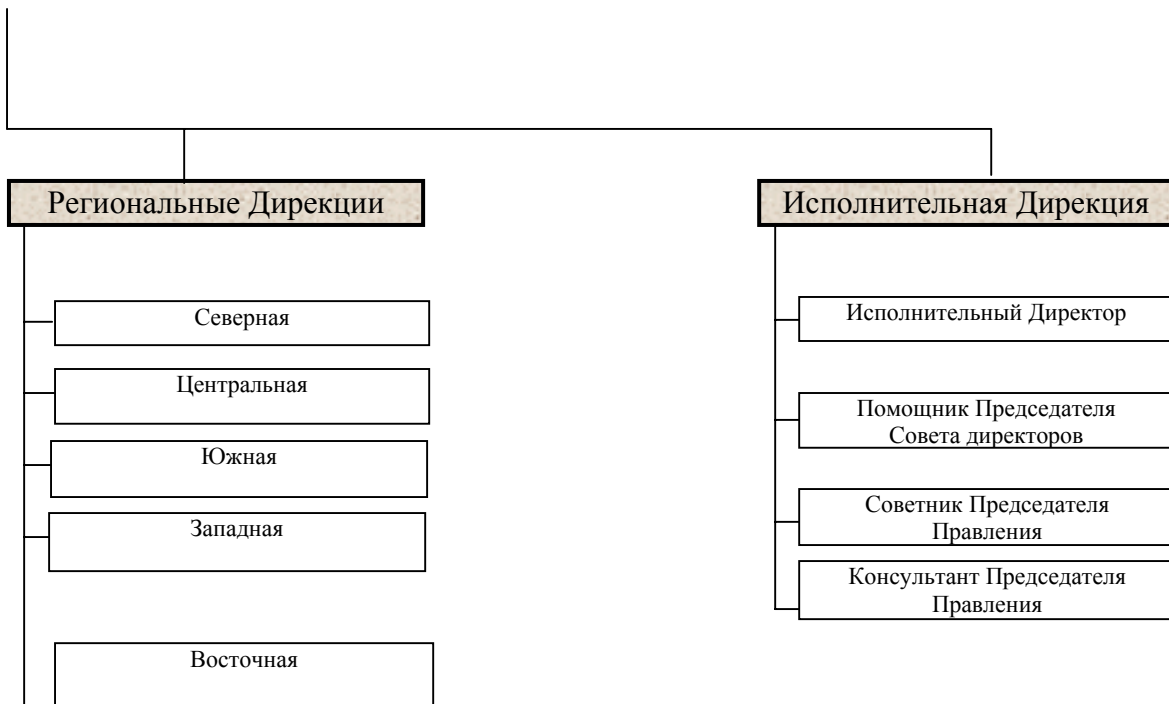 Региональные Дирекции
Северная
Центральная
Южная
Западная
Восточная
Исполнительная Дирекция
Исполнительный Директор
Помощник Председателя
Совета директоров
Советник Председателя
Правления
Консультант Председателя
Правления